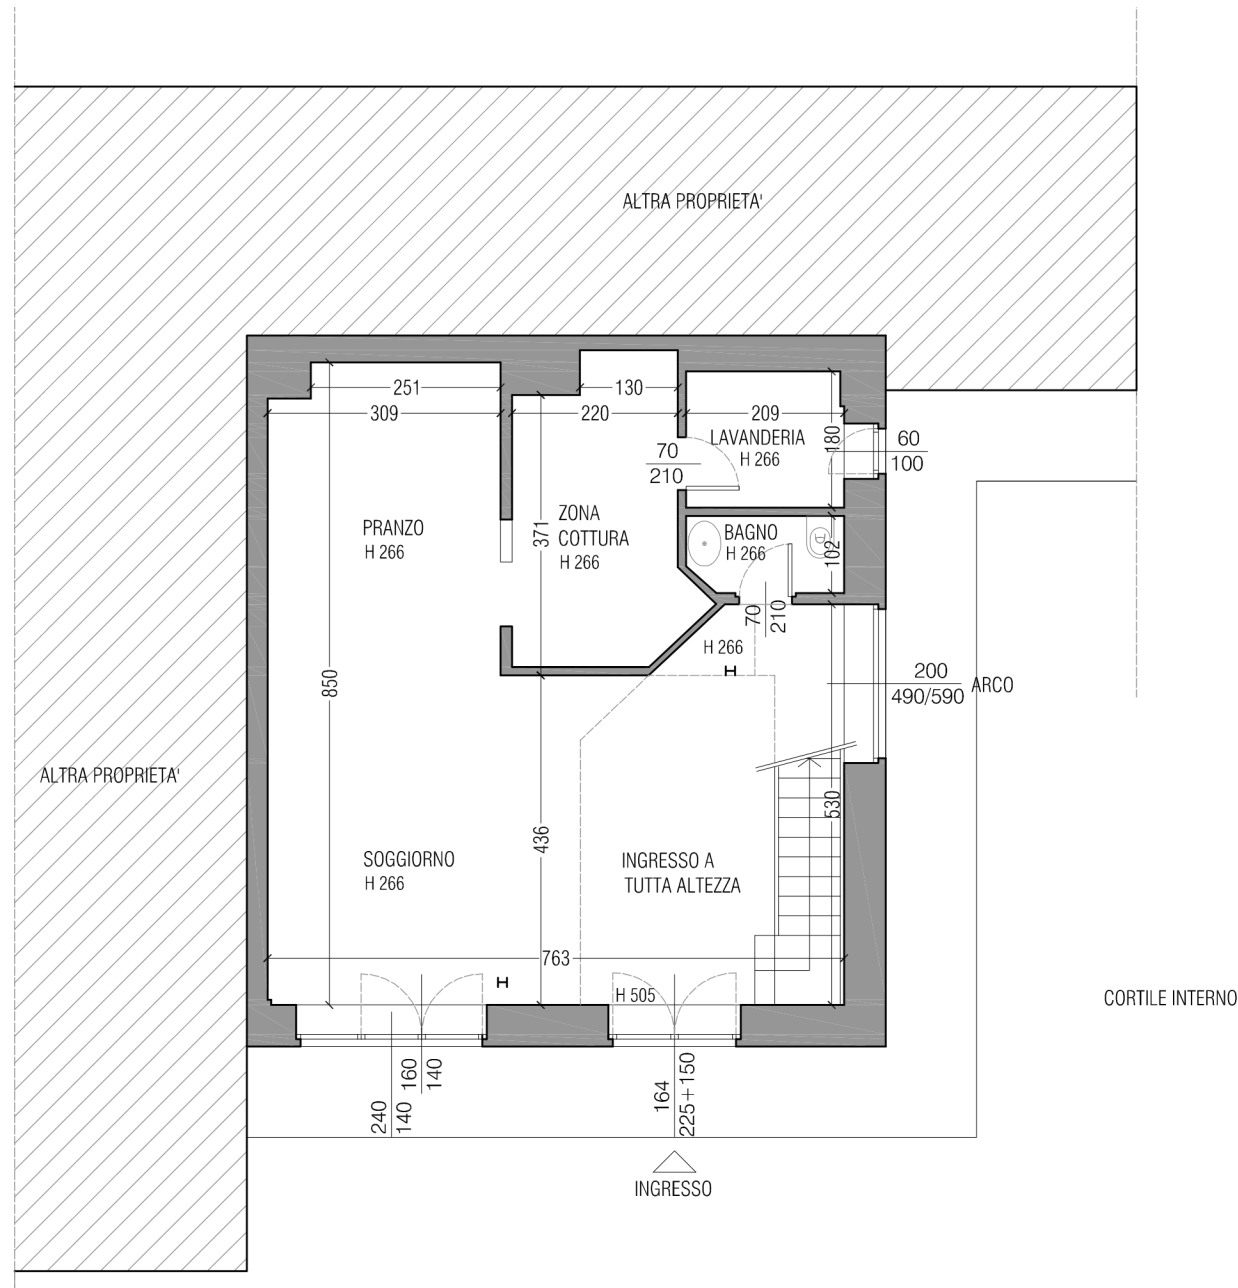 ALTRA PROPRIETA'
251
130
309
220
209
LAVANDERIA
H 266
180
60
100
70
210
PRANZO
H 266
ZONA
COTTURA
H 266
371
BAGNO
H 266
102
70
210
H 266
850
200
490/590
ARCO
ALTRA PROPRIETA'
530
436
SOGGIORNO
H 266
INGRESSO A
TUTTA ALTEZZA
763
H 505
CORTILE INTERNO
160
140
240
140
164
225+150
INGRESSO